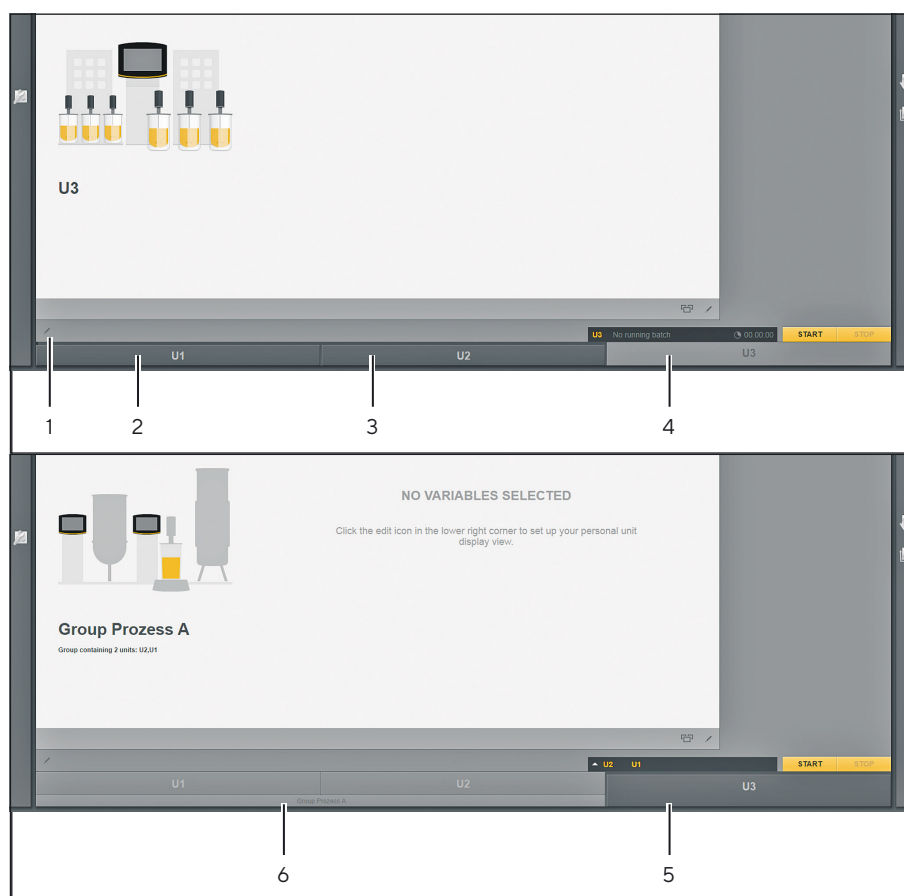 U3
U3 No running batch 00:00:00 START STOP
U1 U2 U3
1 2 3 4
NO VARIABLES SELECTED
Click the edit icon in the lower right corner to set up your personal unit
display view.
Group Prozess A
Group containing 2 units: U2,U1
U2 U1 START STOP
U1 U2 U3
Group Prozess A
6 5